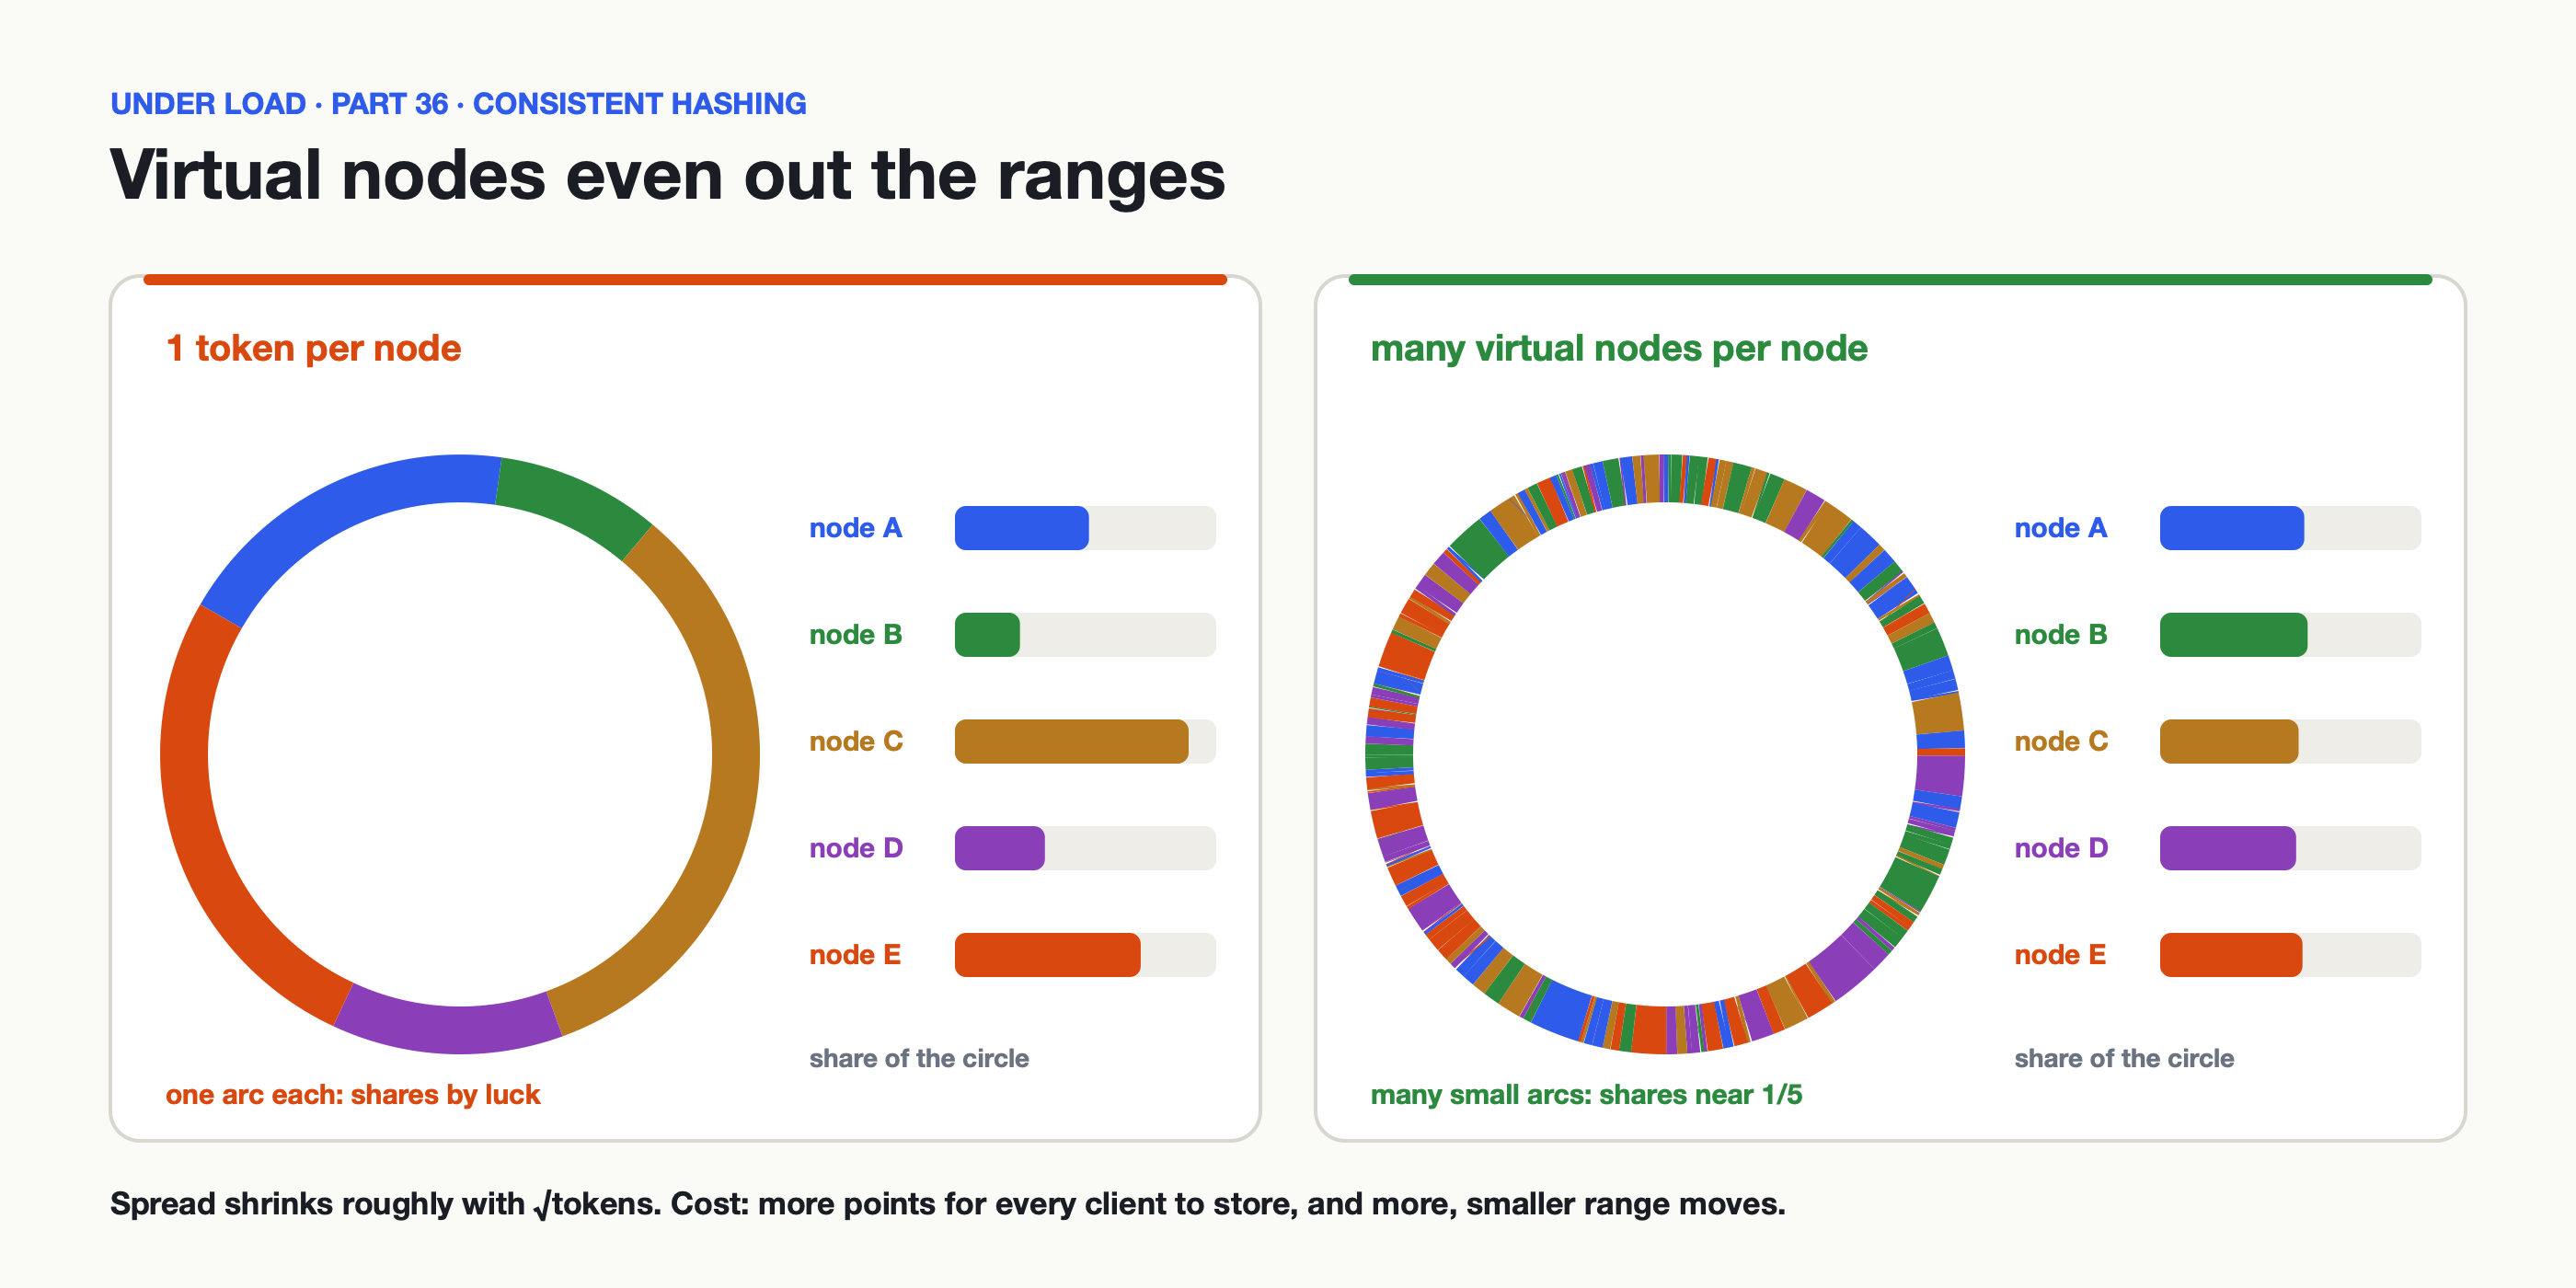 UNDER LOAD · PART 36 · CONSISTENT HASHING
Virtual nodes even out the ranges
1 token per node
node A
node B
node C
node D
node E
share of the circle
one arc each: shares by luck
many virtual nodes per node
node A
node B
node C
node D
node E
share of the circle
many small arcs: shares near 1/5
Spread shrinks roughly with √tokens. Cost: more points for every client to store, and more, smaller range moves.